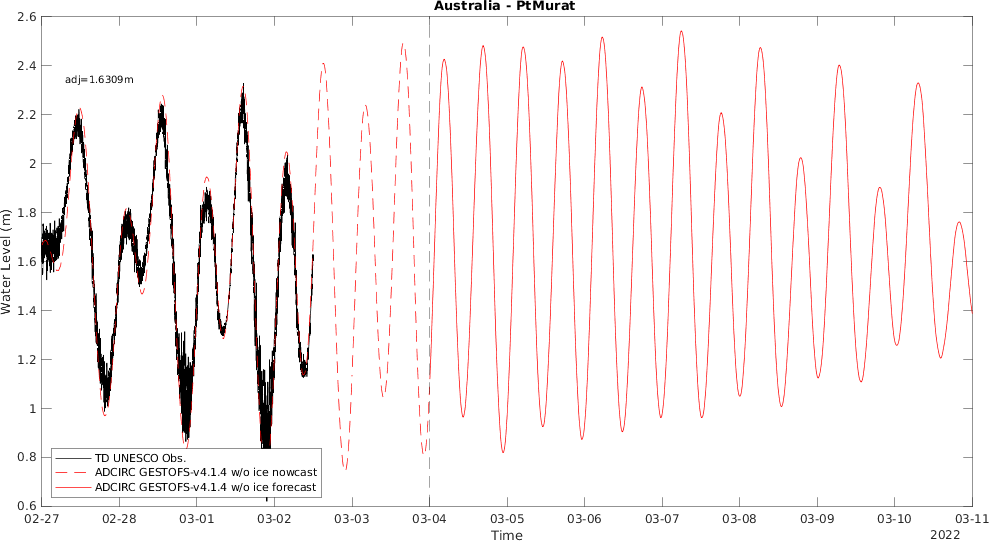 Australia - PtMurat
adj=1.6309m
Water Level (m)
2.6
2.4
2.2
2
1.8
1.6
1.4
1.2
1
0.8
0.6
TD UNESCO Obs.
ADCIRC GESTOFS-v4.1.4 w/o ice nowcast
ADCIRC GESTOFS-v4.1.4 w/o ice forecast
02-27 02-28 03-01 03-02 03-03 03-04 03-05 03-06 03-07 03-08 03-09 03-10 03-11
Time
2022